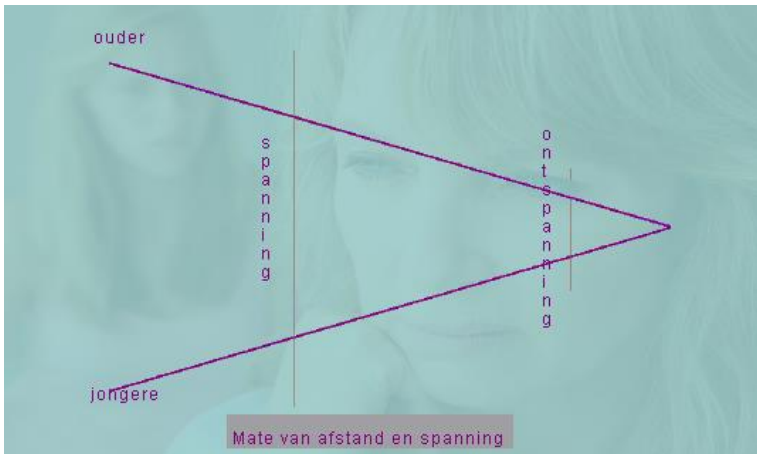 ouder
spanning
ontspanning
jongere
Mate van afstand en spanning